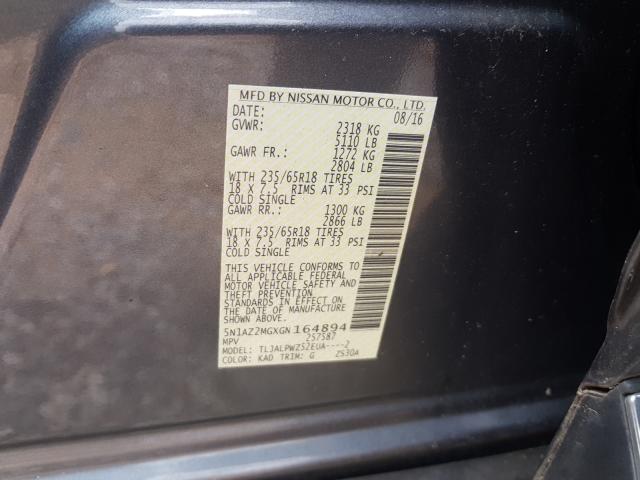 MFD BY NISSAN MOTOR CO., LTD.
DATE: 08/16
GVWR: 2318 KG
5110 LB
GAWR FR.: 1272 KG
2804 LB
WITH 235/65R18 TIRES
18 X 7.5 RIMS AT 33 PSI
COLD SINGLE
GAWR RR.: 1300 KG
2866 LB
WITH 235/65R18 TIRES
18 X 7.5 RIMS AT 33 PSI
COLD SINGLE
THIS VEHICLE CONFORMS TO
ALL APPLICABLE FEDERAL
MOTOR VEHICLE SAFETY AND
THEFT PREVENTION
STANDARDS IN EFFECT ON
THE DATE OF MANUFACTURE
SHOWN ABOVE.
5N1AZ2MGXGN164894
MPV 257587
MODEL: TLJALPWZ52EUA----2
COLOR: KAD TRIM: G Z530A